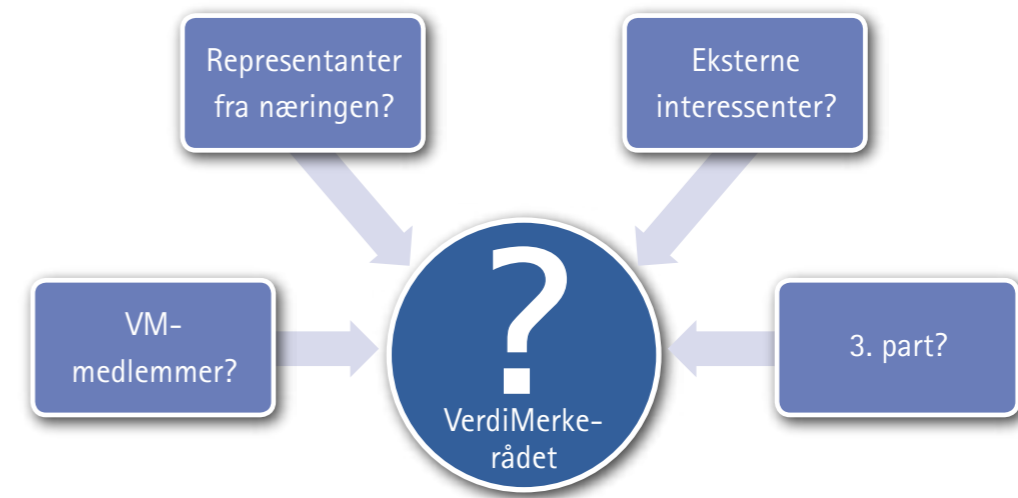 Representanter
fra næringen?
Eksterne
interessenter?
VM-
medlemmer?
?
VerdiMerke-
rådet
3. part?